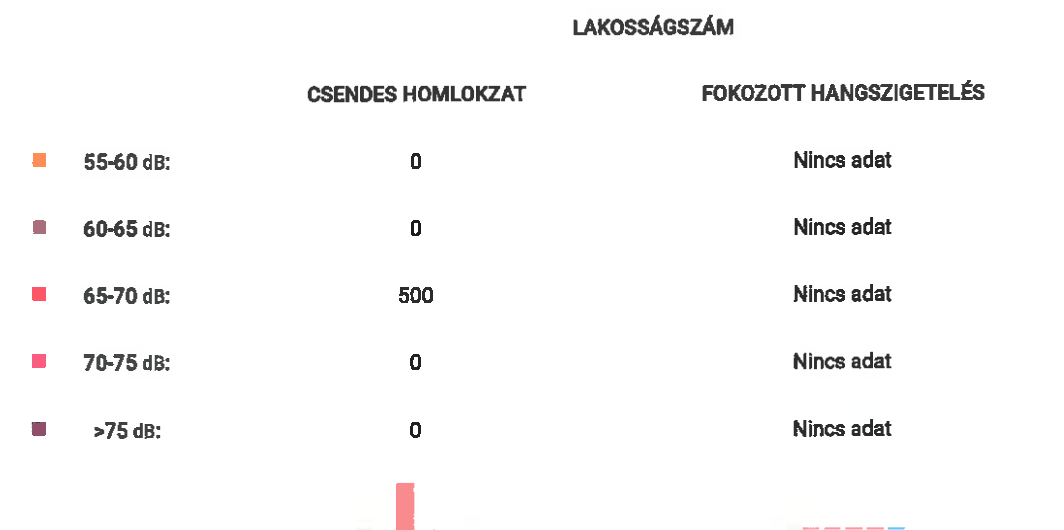 LAKOSSÁGSZÁM
CSENDES HOMLOKZAT FOKOZOTT HANGSZIGETELÉS
55-60 dB: 0 Nincs adat
60-65 dB: 0 Nincs adat
65-70 dB: 500 Nincs adat
70-75 dB: 0 Nincs adat
>75 dB: 0 Nincs adat